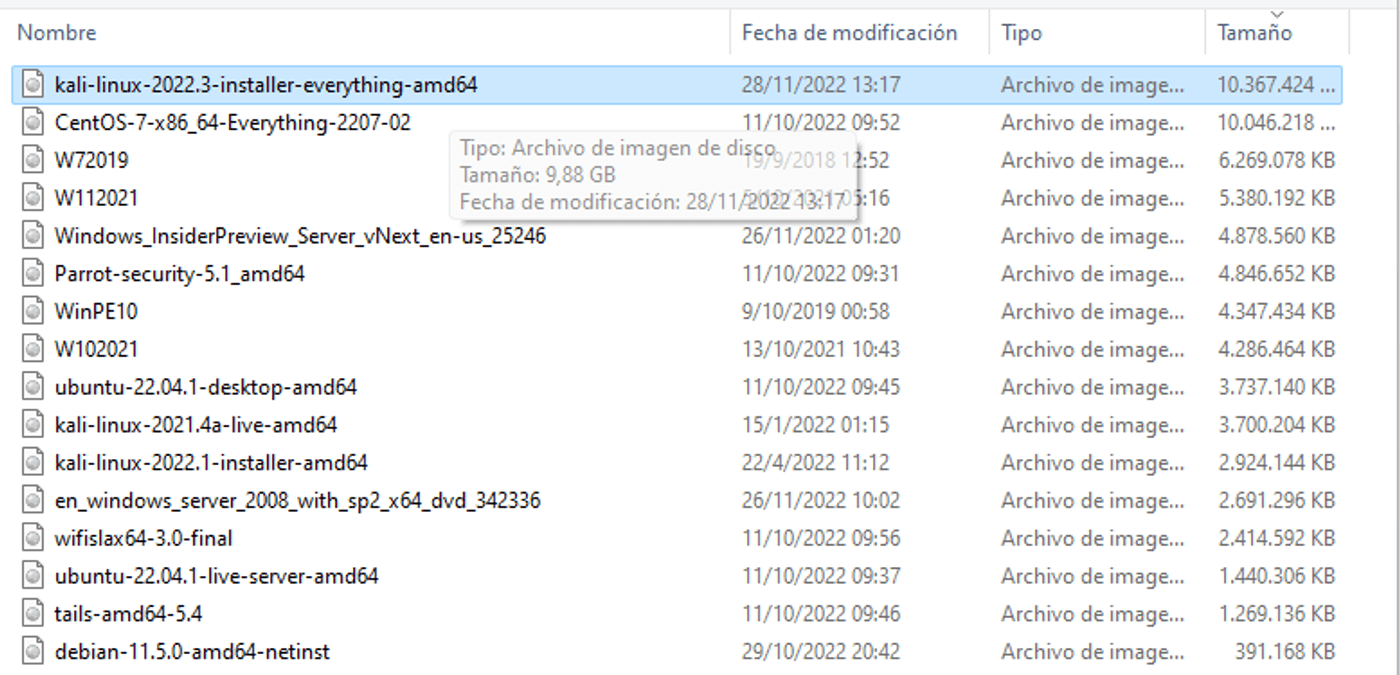 Nombre Fecha de modificación Tipo Tamaño
kali-linux-2022.3-installer-everything-amd64 28/11/2022 13:17 Archivo de image... 10.367.424 ...
CentOS-7-x86_64-Everything-2207-02 11/10/2022 09:52 Archivo de image... 10.046.218 ...
Tipo: Archivo de imagen de disco
Tamaño: 9,88 GB
Fecha de modificación: 28/11/2022 13:17
W72019 19/9/2018 12:52 Archivo de image... 6.269.078 KB
W112021 5/10/2021 05:16 Archivo de image... 5.380.192 KB
Windows_InsiderPreview_Server_vNext_en-us_25246 26/11/2022 01:20 Archivo de image... 4.878.560 KB
Parrot-security-5.1_amd64 11/10/2022 09:31 Archivo de image... 4.846.652 KB
WinPE10 9/10/2019 00:58 Archivo de image... 4.347.434 KB
W102021 13/10/2021 10:43 Archivo de image... 4.286.464 KB
ubuntu-22.04.1-desktop-amd64 11/10/2022 09:45 Archivo de image... 3.737.140 KB
kali-linux-2021.4a-live-amd64 15/1/2022 01:15 Archivo de image... 3.700.204 KB
kali-linux-2022.1-installer-amd64 22/4/2022 11:12 Archivo de image... 2.924.144 KB
en_windows_server_2008_with_sp2_x64_dvd_342336 26/11/2022 10:02 Archivo de image... 2.691.296 KB
wifislax64-3.0-final 11/10/2022 09:56 Archivo de image... 2.414.592 KB
ubuntu-22.04.1-live-server-amd64 11/10/2022 09:37 Archivo de image... 1.440.306 KB
tails-amd64-5.4 11/10/2022 09:46 Archivo de image... 1.269.136 KB
debian-11.5.0-amd64-netinst 29/10/2022 20:42 Archivo de image... 391.168 KB